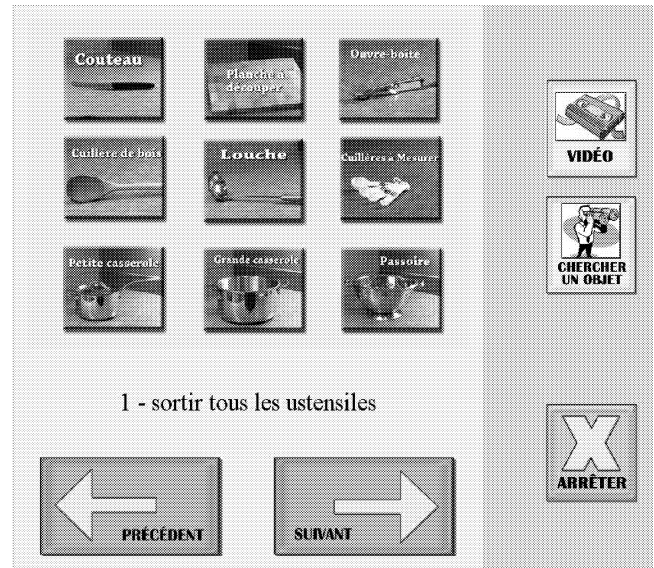 Couteau
Planche à
découper
Ouvre-boite
Cuillère de bois
Louche
Cuillères a Mesurer
Petite casserole
Grande casserole
Passoire
1 - sortir tous les ustensiles
PRÉCÉDENT
SUIVANT
VIDÉO
CHERCHER
UN OBJET
ARRÊTER